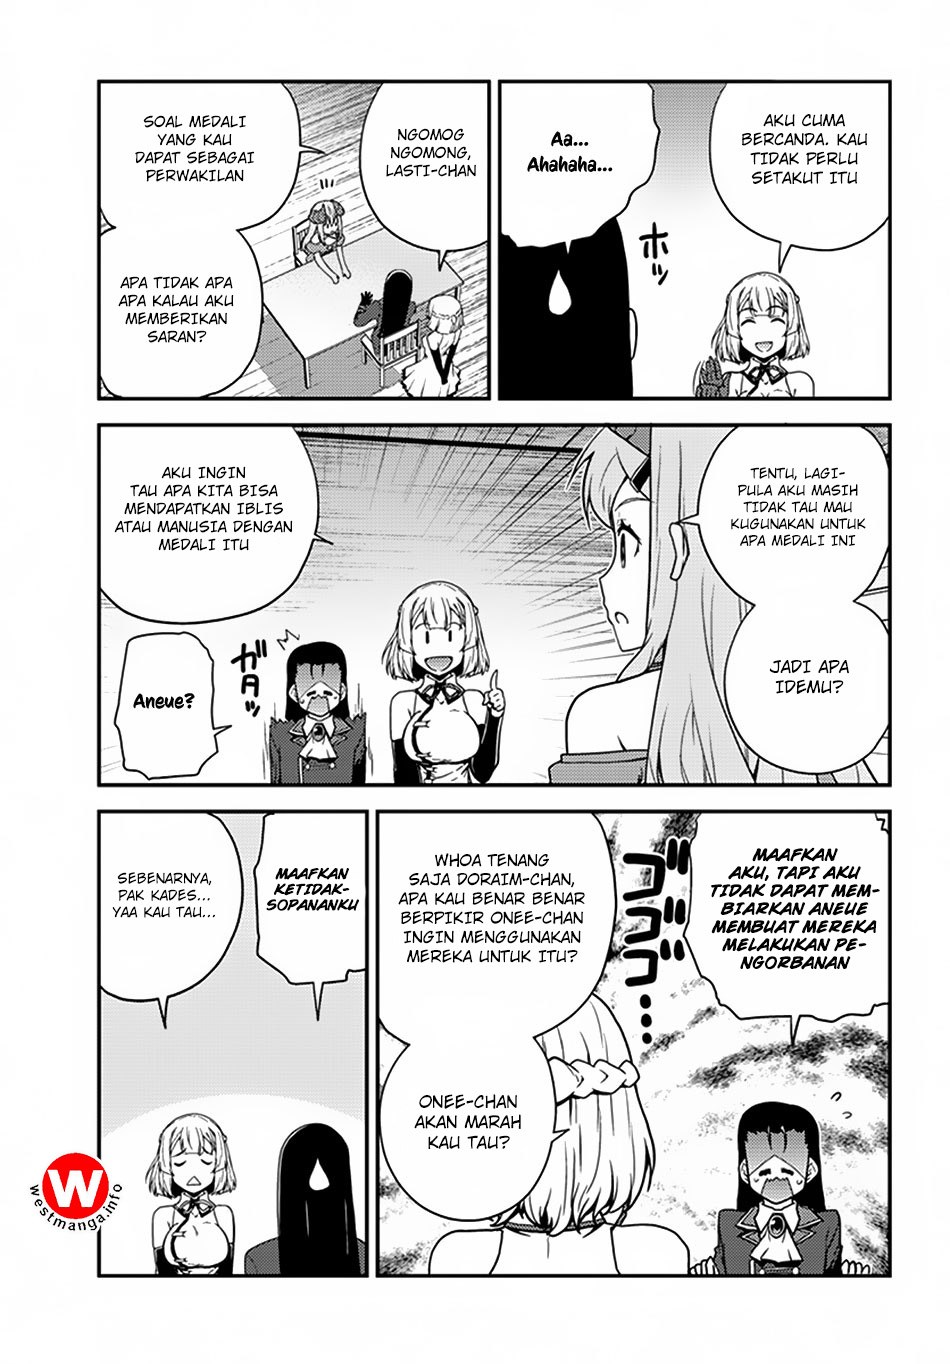 AKU CUMA
BERCANDA. KAU
TIDAK PERLU
SETAKUT ITU
Aa...
Ahahaha...
ホッ
NGOMOG
NGOMONG,
LASTI-CHAN
SOAL MEDALI
YANG KAU
DAPAT SEBAGAI
PERWAKILAN
APA TIDAK APA
APA KALAU AKU
MEMBERIKAN
SARAN?
TENTU, LAGI-
PULA AKU MASIH
TIDAK TAU MAU
KUGUNAKAN UNTUK
APA MEDALI INI
JADI APA
IDEMU?
AKU INGIN
TAU APA KITA BISA
MENDAPATKAN IBLIS
ATAU MANUSIA DENGAN
MEDALI ITU
ガタッ
Aneue?
MAAFKAN
AKU, TAPI AKU
TIDAK DAPAT MEM-
BIARKAN ANEUE
MEMBUAT MEREKA
MELAKUKAN PE-
NGORBANAN
ゴゴゴ...
WHOA TENANG
SAJA DORAIM-CHAN,
APA KAU BENAR BENAR
BERPIKIR ONEE-CHAN
INGIN MENGGUNAKAN
MEREKA UNTUK ITU?
ONEE-CHAN
AKAN MARAH
KAU TAU?
MAAFKAN
KETIDAK-
SOPANANKU
SEBENARNYA,
PAK KADES...
YAA KAU TAU...
W
westmanga.info